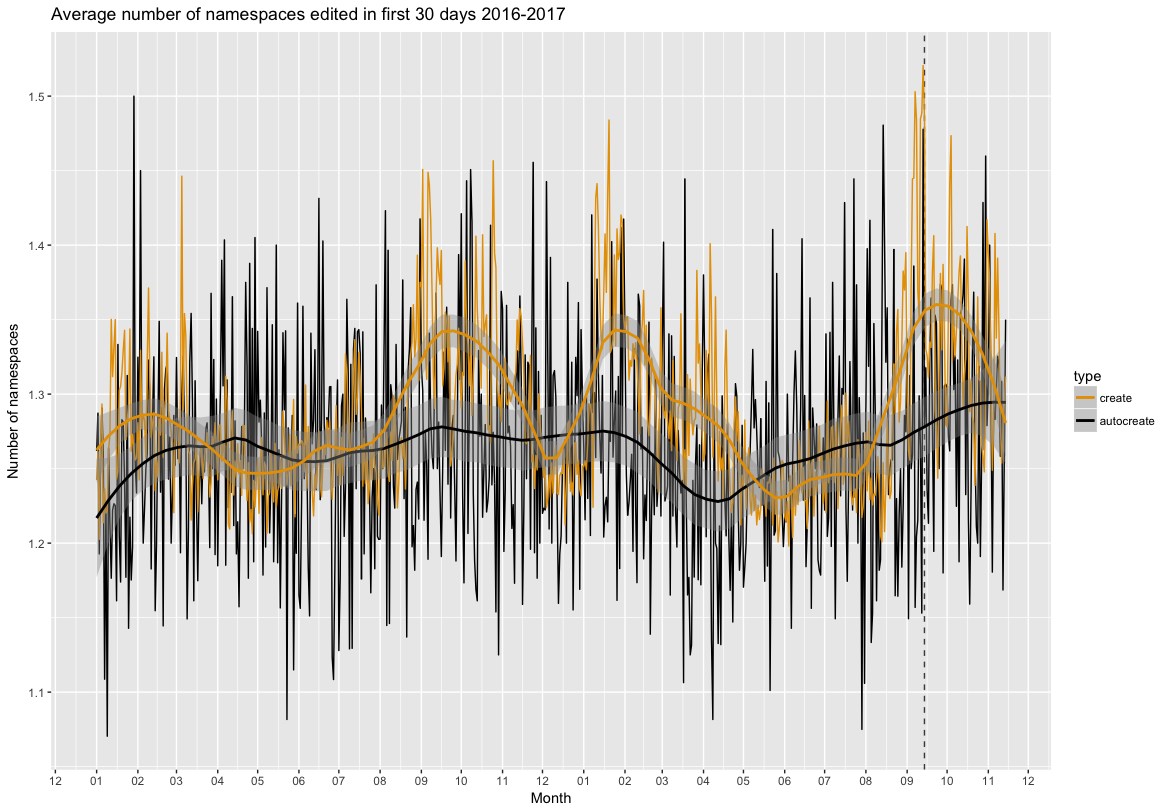 Average number of namespaces edited in first 30 days 2016-2017
Number of namespaces
1.5
1.4
1.3
1.2
1.1
12 01 02 03 04 05 06 07 08 09 10 11 12 01 02 03 04 05 06 07 08 09 10 11 12
Month
type
create
autocreate